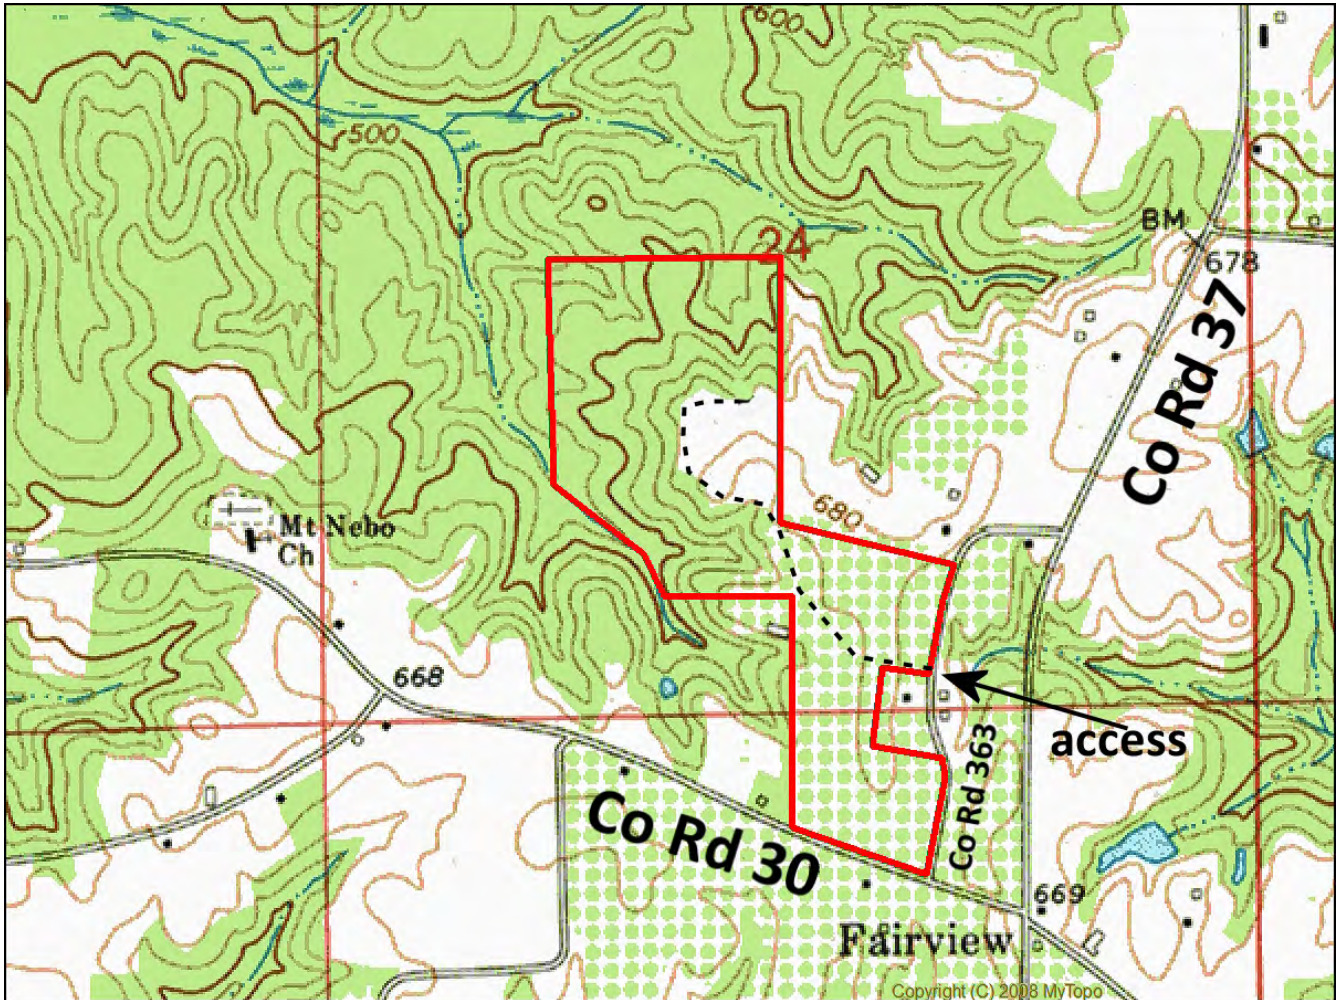 600
500
24
BM
678
Co Rd 37
680
Mt Nebo
Ch
668
access
Co Rd 363
Co Rd 30
669
Fairview
Copyright (C) 2008 MyTopo